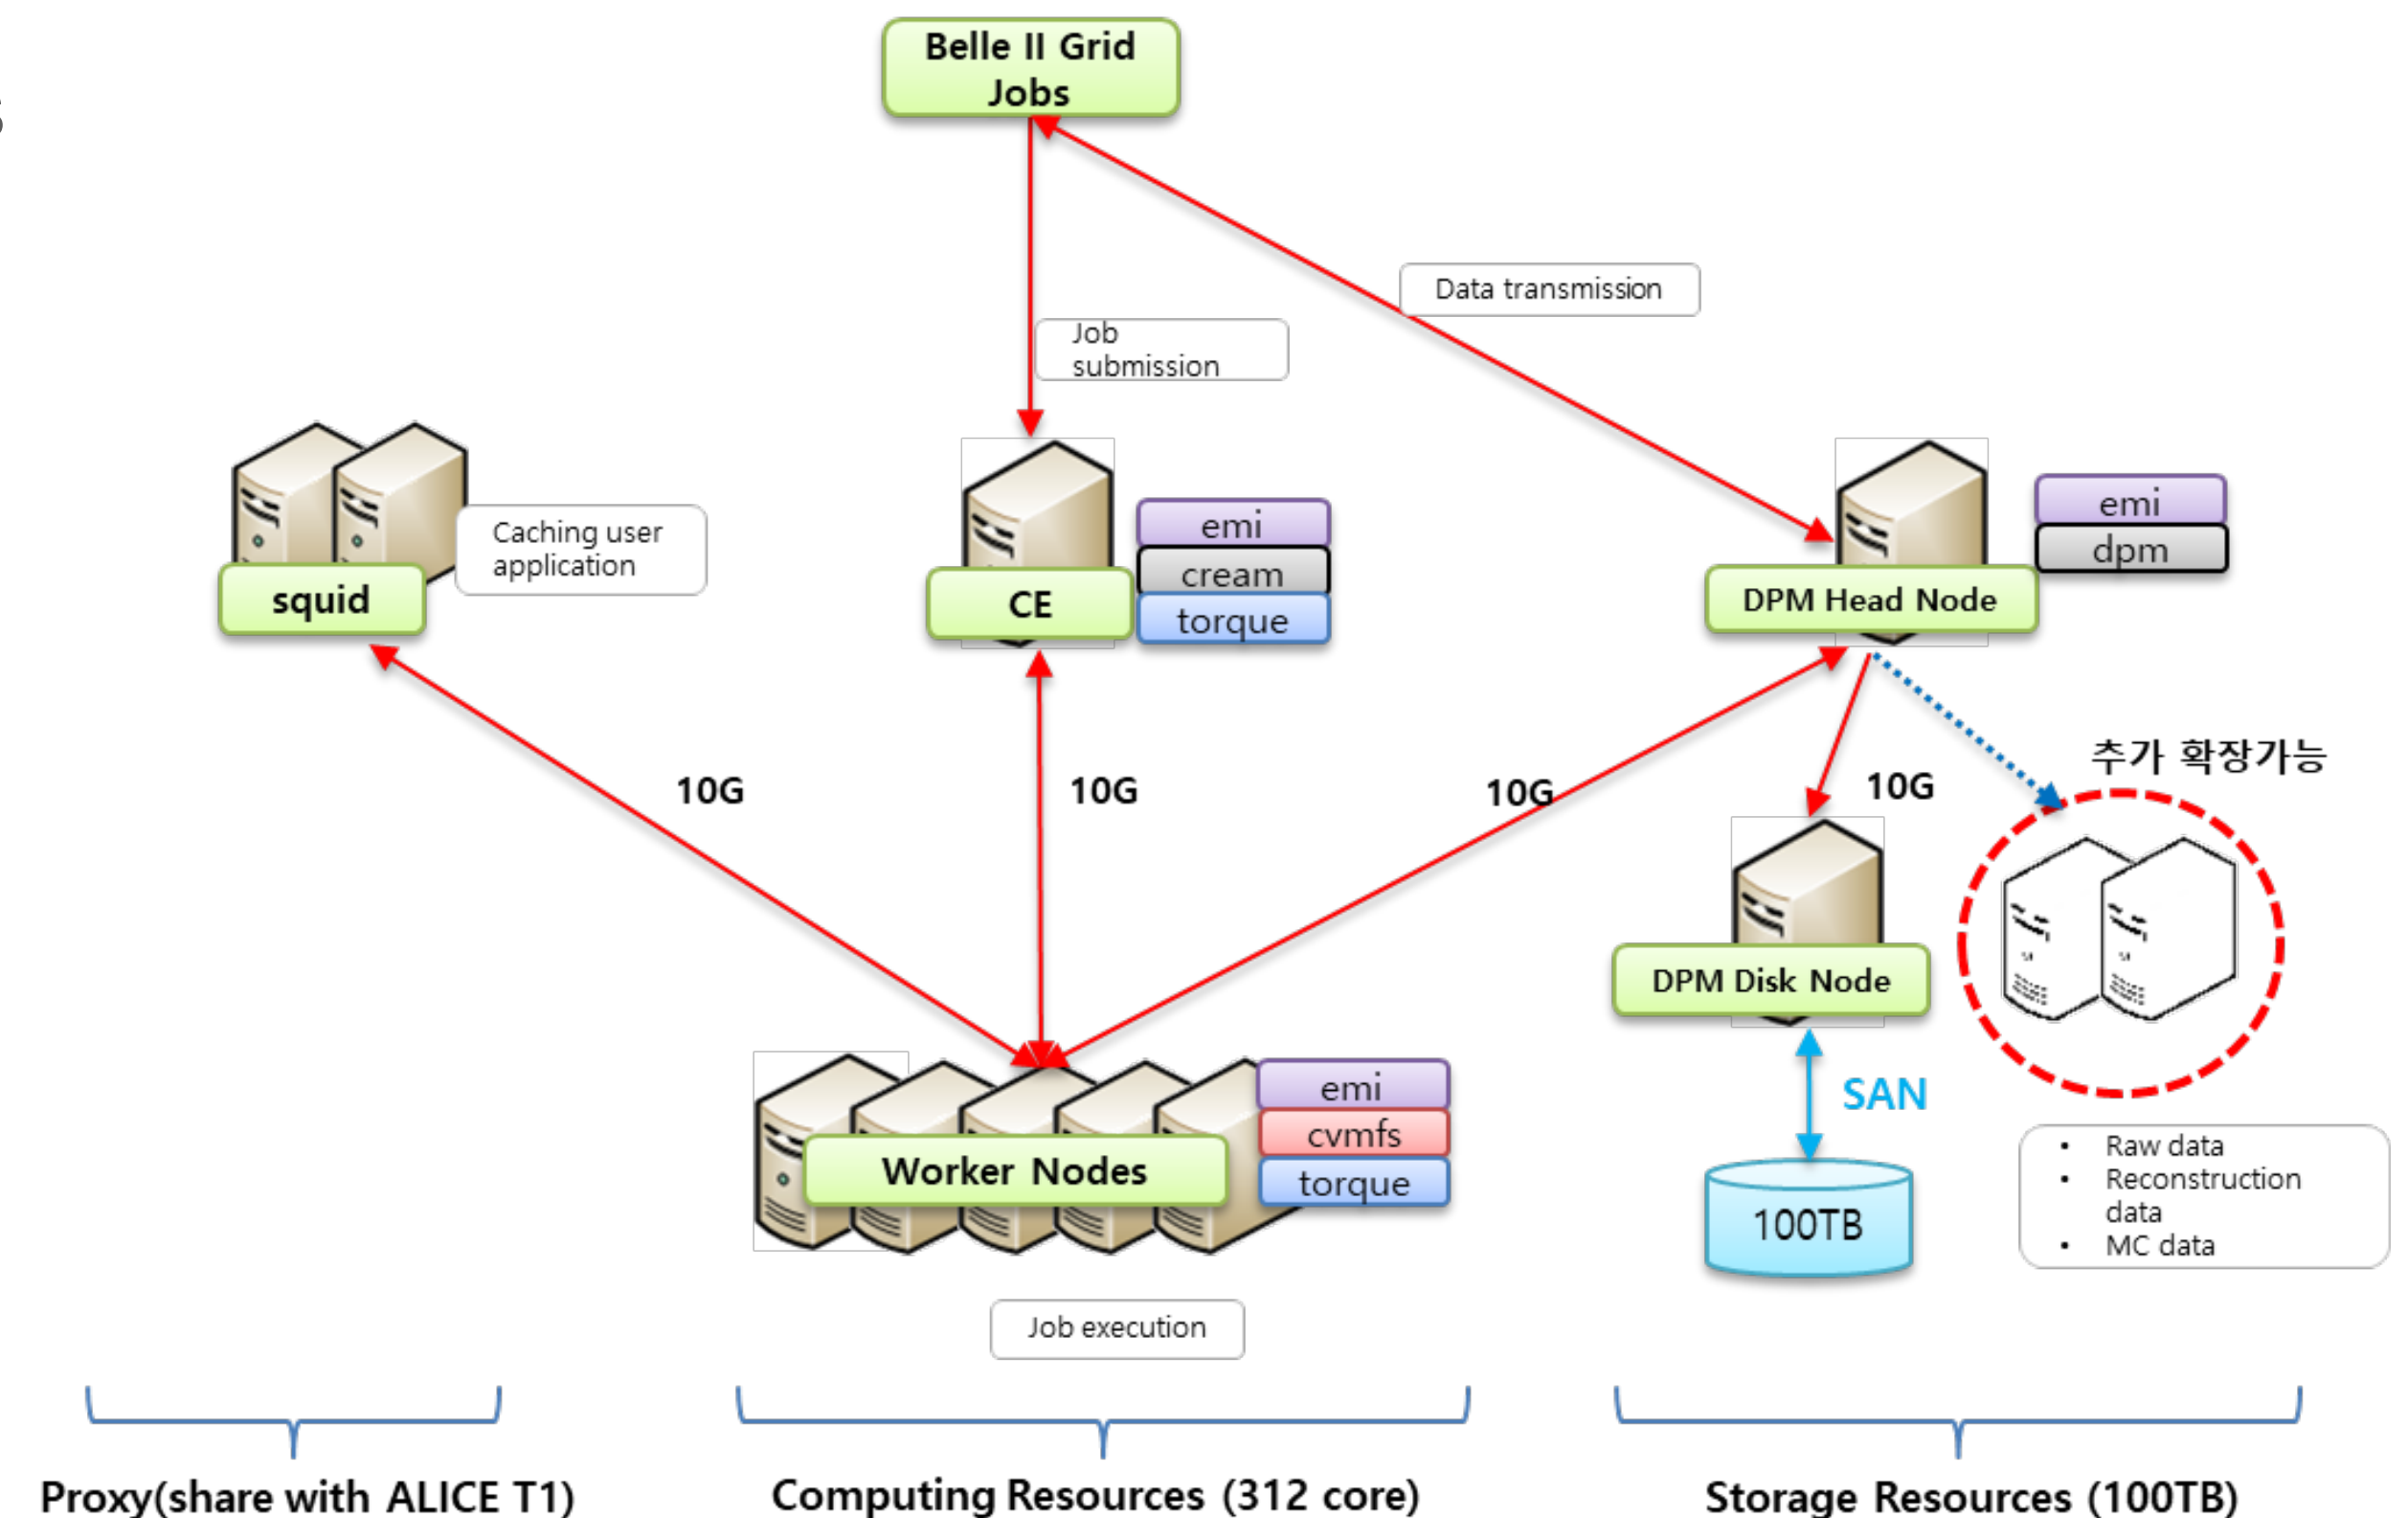 Belle II Grid
Jobs
Data transmission
Job
submission
Caching user
application
squid
emi
cream
torque
CE
emi
dpm
DPM Head Node
추가 확장가능
10G
10G
10G
10G
DPM Disk Node
SAN
100TB
emi
cvmfs
torque
Worker Nodes
• Raw data
• Reconstruction
data
• MC data
Job execution
Proxy(share with ALICE T1)
Computing Resources (312 core)
Storage Resources (100TB)